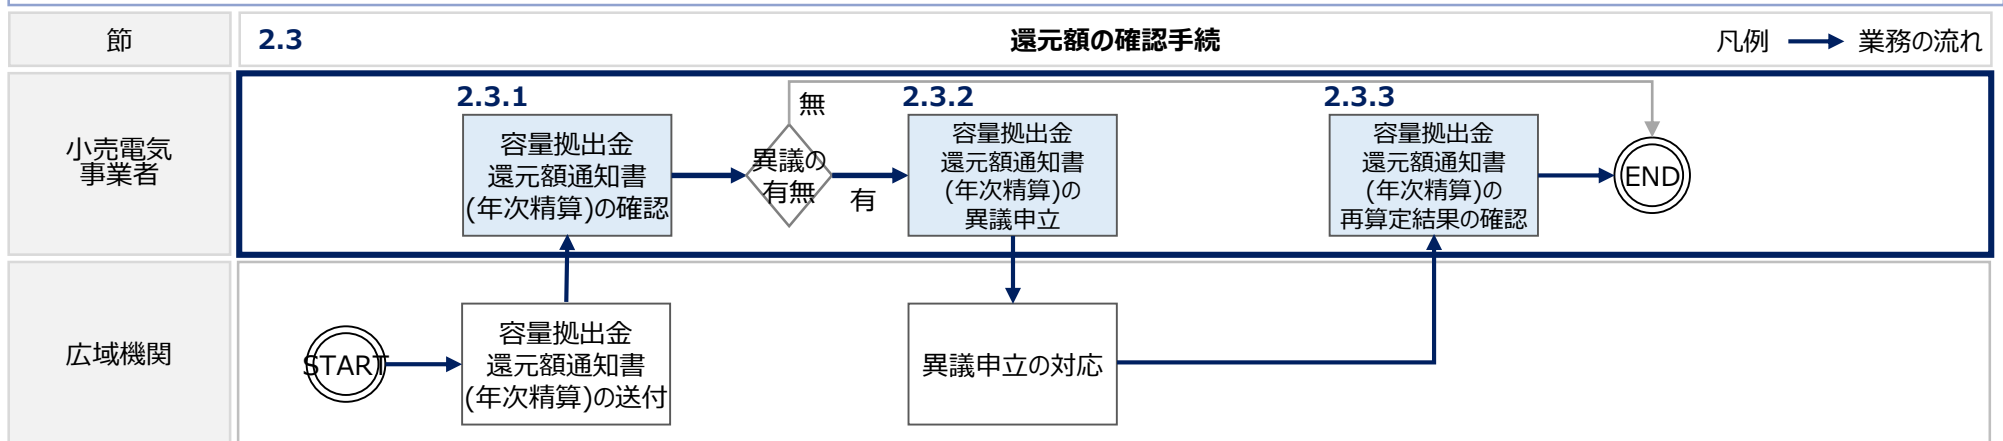 節
2.3
還元額の確認手続
凡例
業務の流れ
小売電気
事業者
2.3.1
容量拠出金
還元額通知書
(年次精算)の確認
異議の
有無
無
有
2.3.2
容量拠出金
還元額通知書
(年次精算)の
異議申立
2.3.3
容量拠出金
還元額通知書
(年次精算)の
再算定結果の確認
END
広域機関
START
容量拠出金
還元額通知書
(年次精算)の送付
異議申立の対応